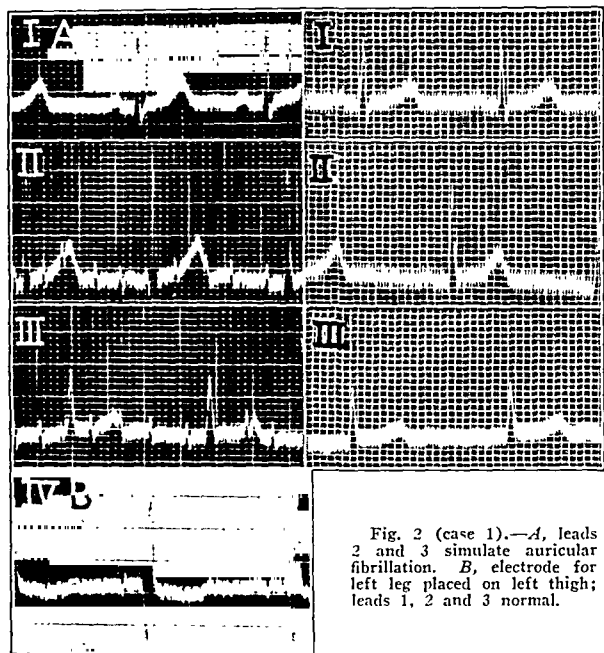 I A
I
II
II
III
III
IV B
Fig. 2 (case 1).—A, leads
2 and 3 simulate auricular
fibrillation. B, electrode for
left leg placed on left thigh;
leads 1, 2 and 3 normal.